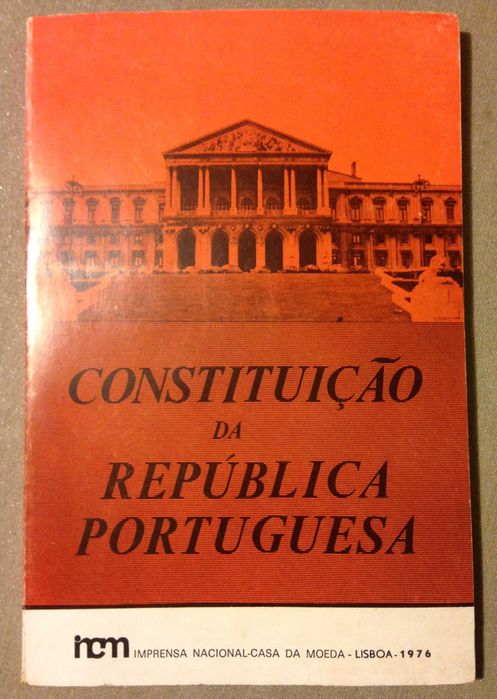 CONSTITUIÇÃO
DA
REPÚBLICA
PORTUGUESA
incm IMPRENSA NACIONAL-CASA DA MOEDA - LISBOA - 1976